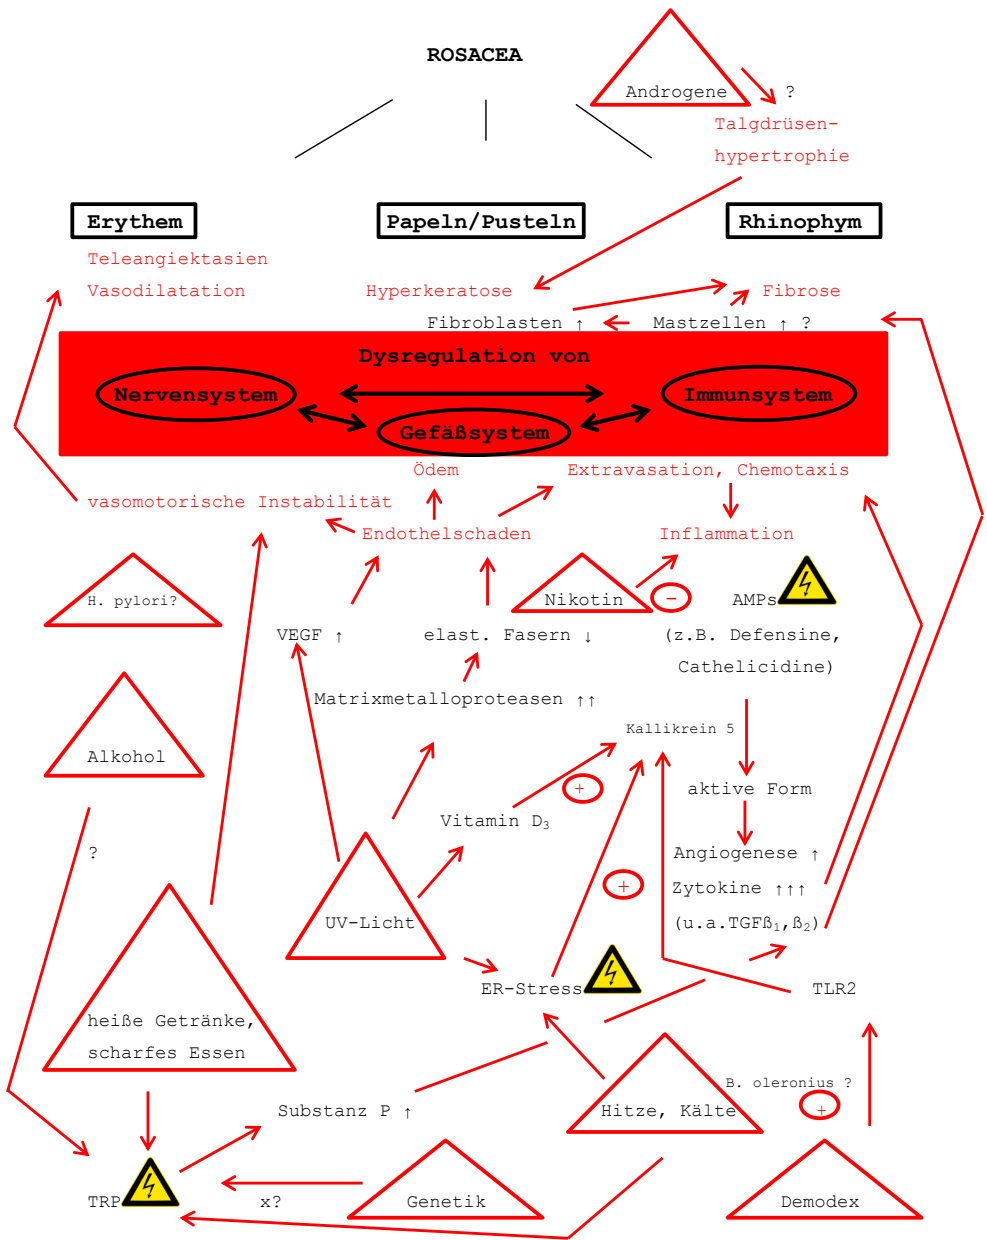 ROSACEA
Androgene
?
Talgdrüsen-
hypertrophie
Erythem
Papeln/Pusteln
Rhinophym
Teleangiektasien
Vasodilatation
Hyperkeratose
Fibrose
Fibroblasten ↑
Mastzellen ↑ ?
Dysregulation von
Nervensystem
Immunsystem
Gefäßsystem
Ödem
Extravasation, Chemotaxis
vasomotorische Instabilität
Endothelschaden
Inflammation
H. pylori?
Nikotin
−
AMPs
VEGF ↑
elast. Fasern ↓
(z.B. Defensine,
Cathelicidine)
Matrixmetalloproteasen ↑↑
Kallikrein 5
Alkohol
+
aktive Form
Vitamin D₃
?
Angiogenese ↑
+
Zytokine ↑↑↑
UV-Licht
(u.a.TGFß₁,ß₂)
ER-Stress
TLR2
heiße Getränke,
scharfes Essen
B. oleronius ?
Substanz P ↑
Hitze, Kälte
+
TRP
x?
Genetik
Demodex